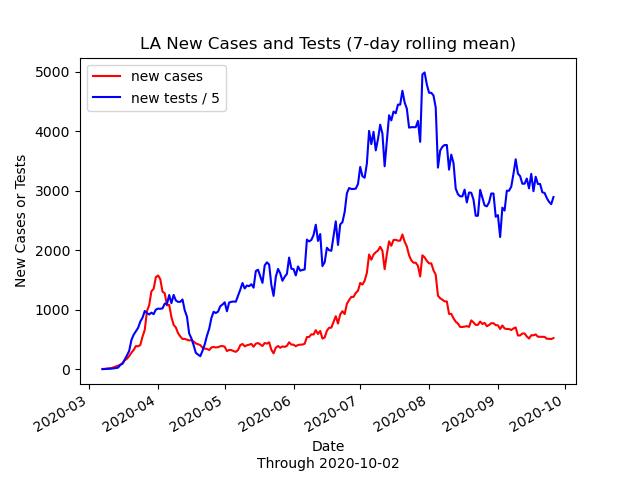 LA New Cases and Tests (7-day rolling mean)
new cases
new tests / 5
New Cases or Tests
5000
4000
3000
2000
1000
0
2020-03
2020-04
2020-05
2020-06
2020-07
2020-08
2020-09
2020-10
Date
Through 2020-10-02